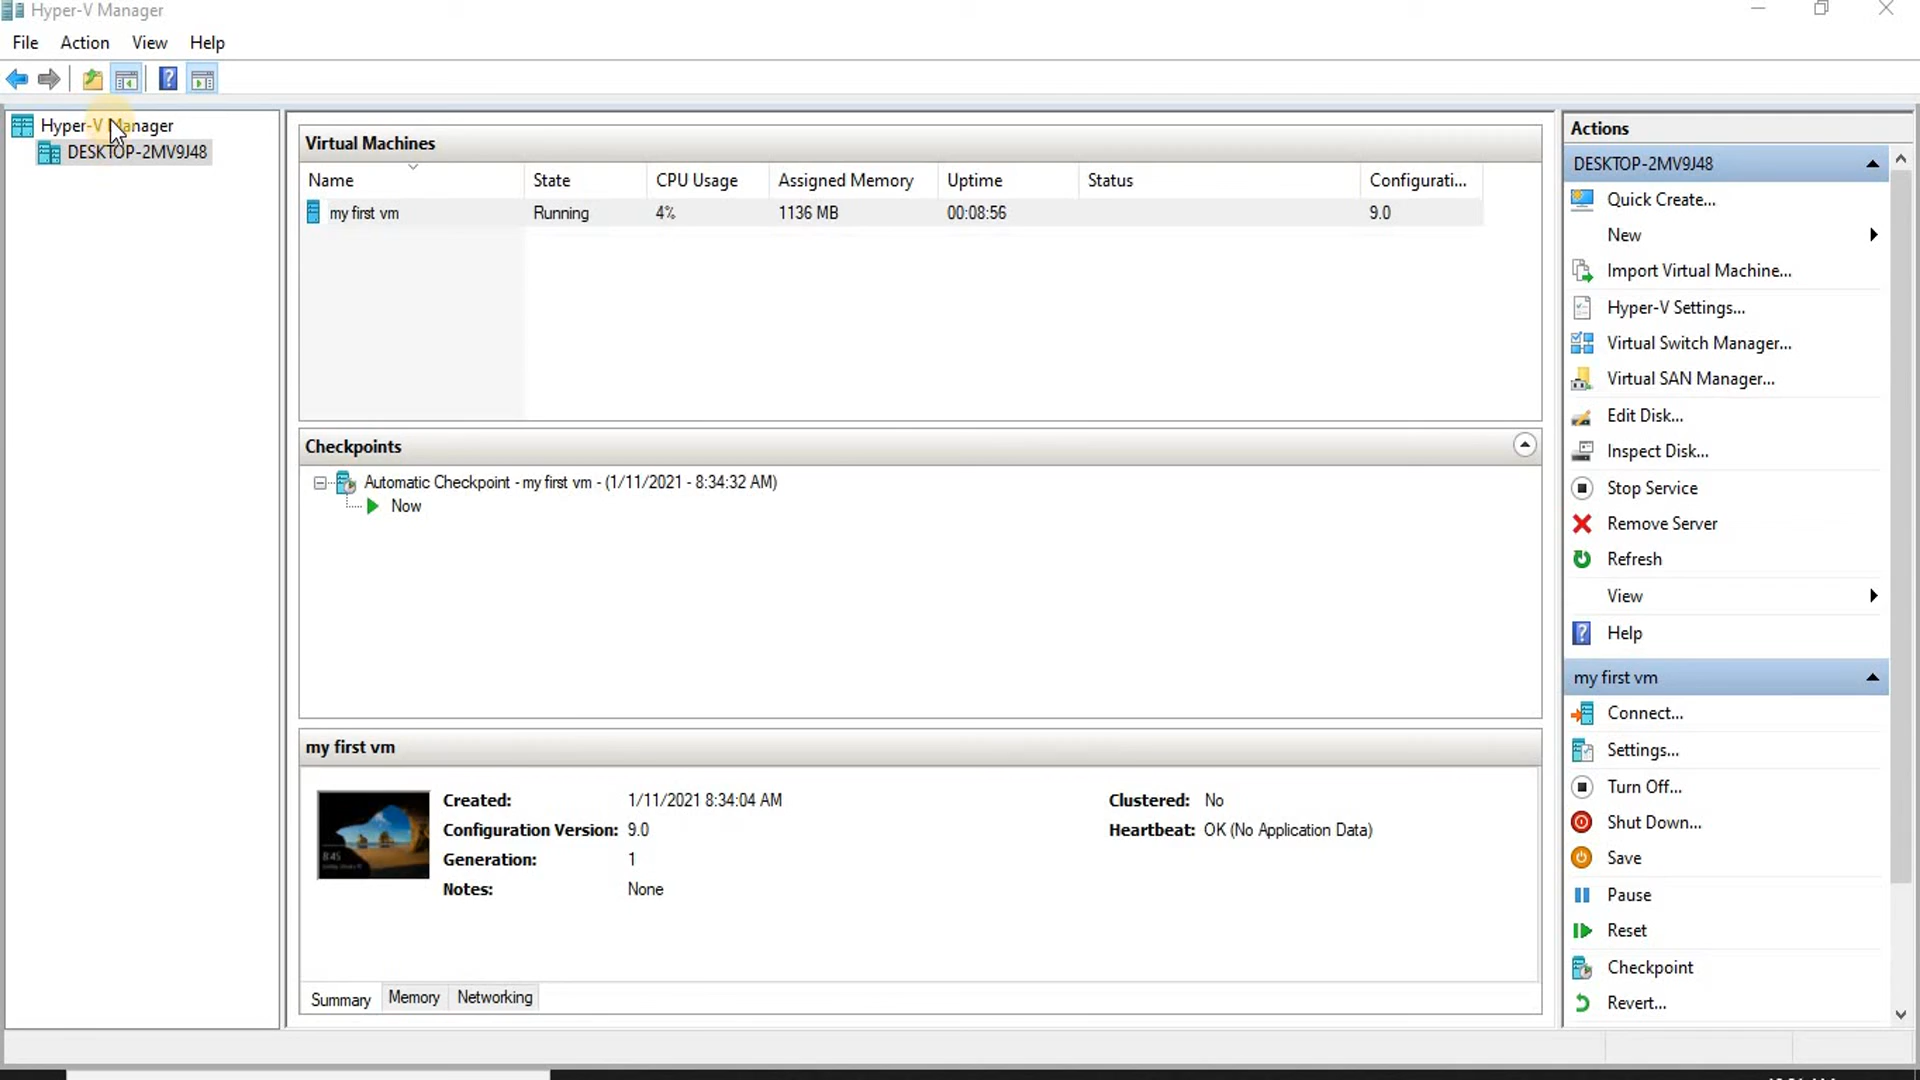 Hyper-V Manager
File Action View Help
Hyper-V Manager
DESKTOP-2MV9J48
Virtual Machines
Name State CPU Usage Assigned Memory Uptime Status Configurati...
my first vm Running 4% 1136 MB 00:08:56 9.0
Checkpoints
Automatic Checkpoint - my first vm - (1/11/2021 - 8:34:32 AM)
Now
my first vm
8:45
Created: 1/11/2021 8:34:04 AM Clustered: No
Configuration Version: 9.0 Heartbeat: OK (No Application Data)
Generation: 1
Notes: None
Summary Memory Networking
Actions
DESKTOP-2MV9J48
Quick Create...
New
Import Virtual Machine...
Hyper-V Settings...
Virtual Switch Manager...
Virtual SAN Manager...
Edit Disk...
Inspect Disk...
Stop Service
Remove Server
Refresh
View
Help
my first vm
Connect...
Settings...
Turn Off...
Shut Down...
Save
Pause
Reset
Checkpoint
Revert...